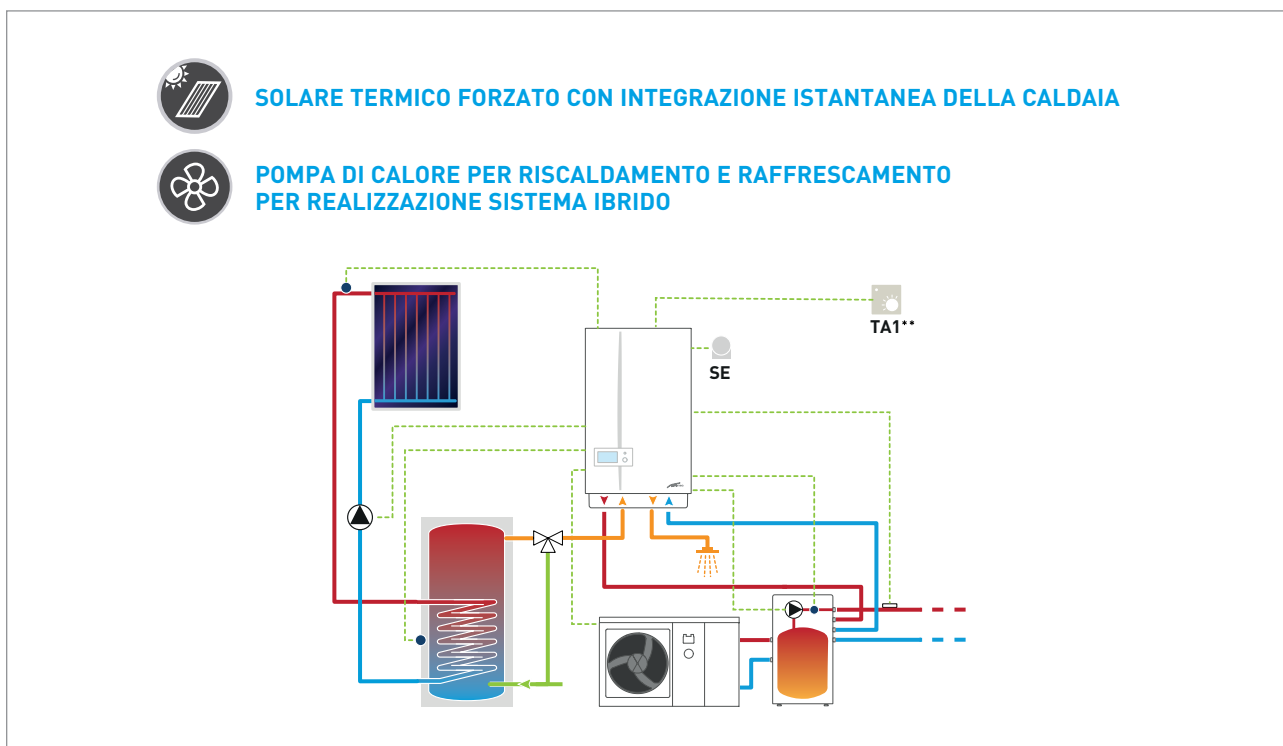 SOLARE TERMICO FORZATO CON INTEGRAZIONE ISTANTANEA DELLA CALDAIA
POMPA DI CALORE PER RISCALDAMENTO E RAFFRESCAMENTO
PER REALIZZAZIONE SISTEMA IBRIDO
TA1**
SE